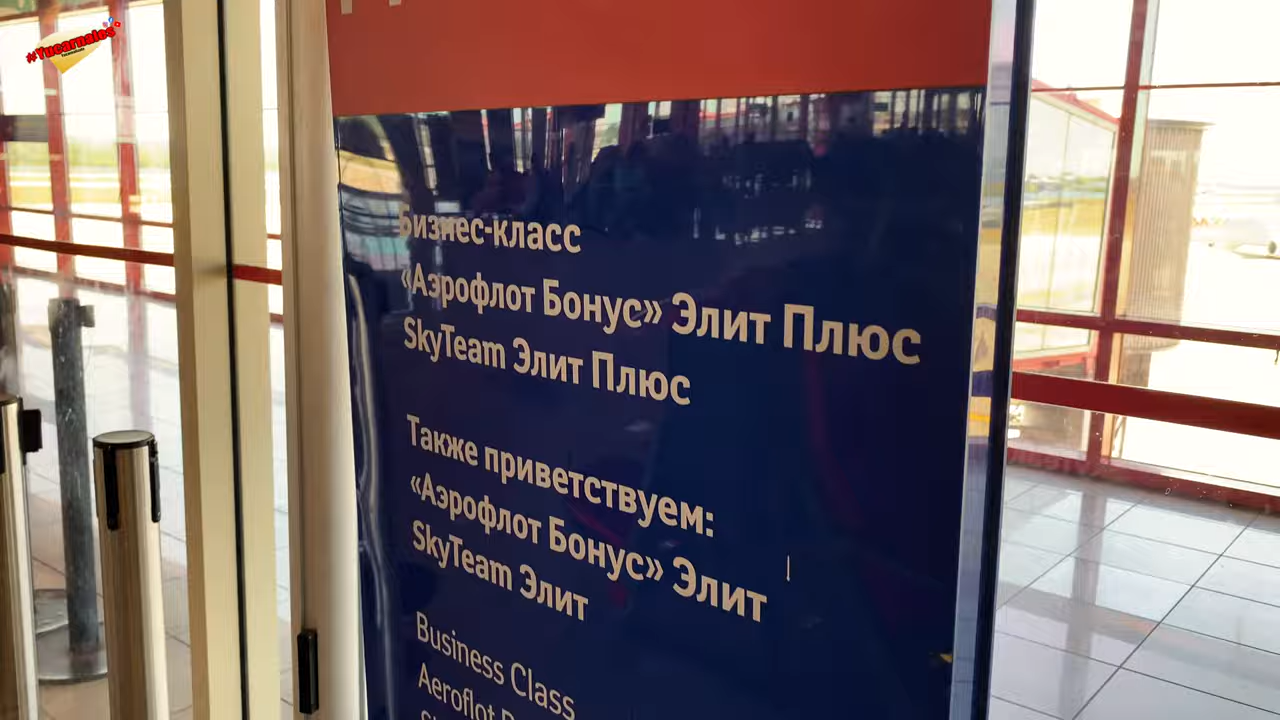 #Yucarnales
Бизнес-класс
«Аэрофлот Бонус» Элит Плюс
SkyTeam Элит Плюс
Также приветствуем:
«Аэрофлот Бонус» Элит
SkyTeam Элит
Business Class
Aeroflot